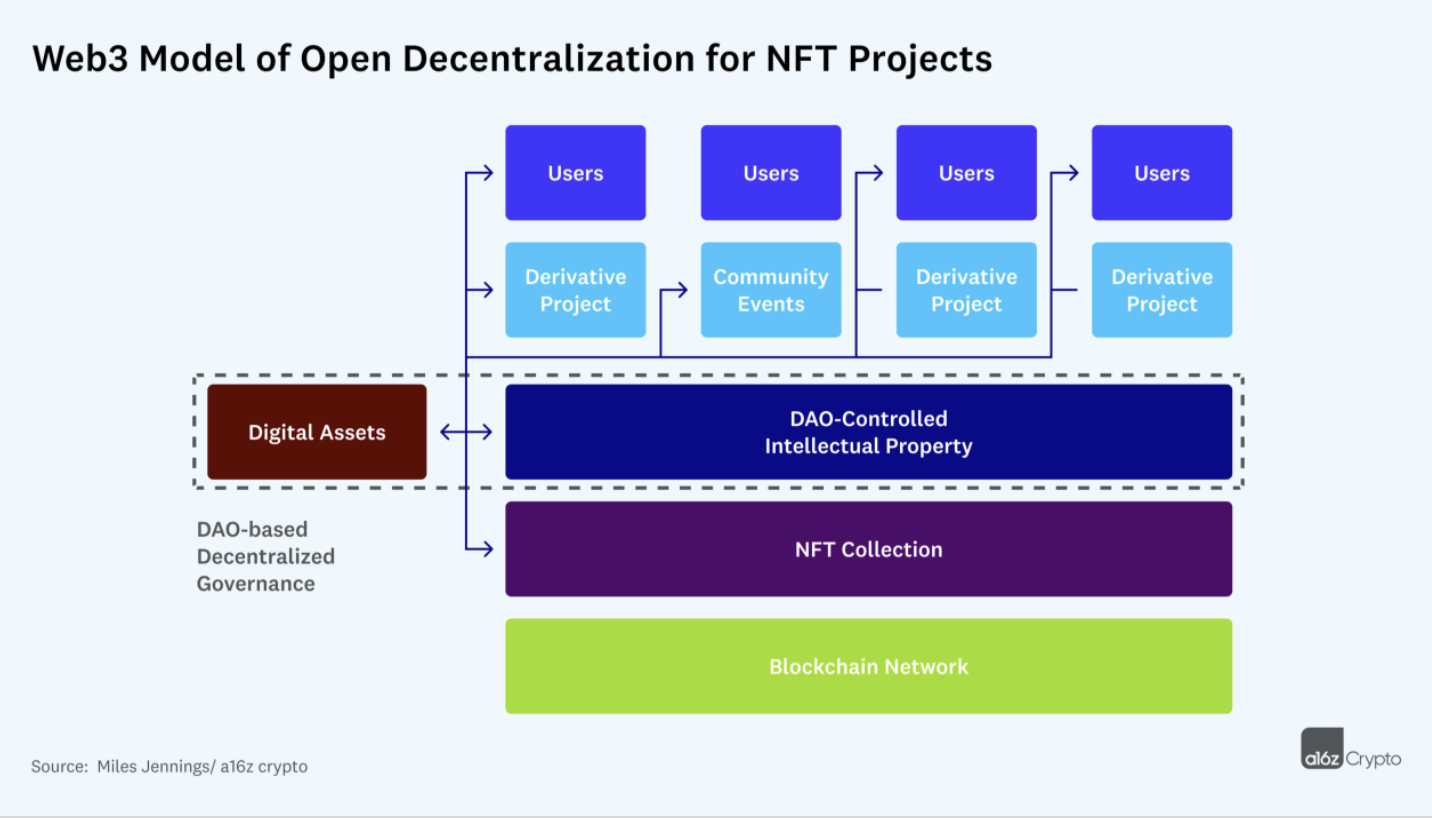 Web3 Model of Open Decentralization for NFT Projects
Users
Users
Users
Users
Derivative
Project
Community
Events
Derivative
Project
Derivative
Project
Digital Assets
DAO-Controlled
Intellectual Property
DAO-based
Decentralized
Governance
NFT Collection
Blockchain Network
Source: Miles Jennings/ a16z crypto
a16z Crypto